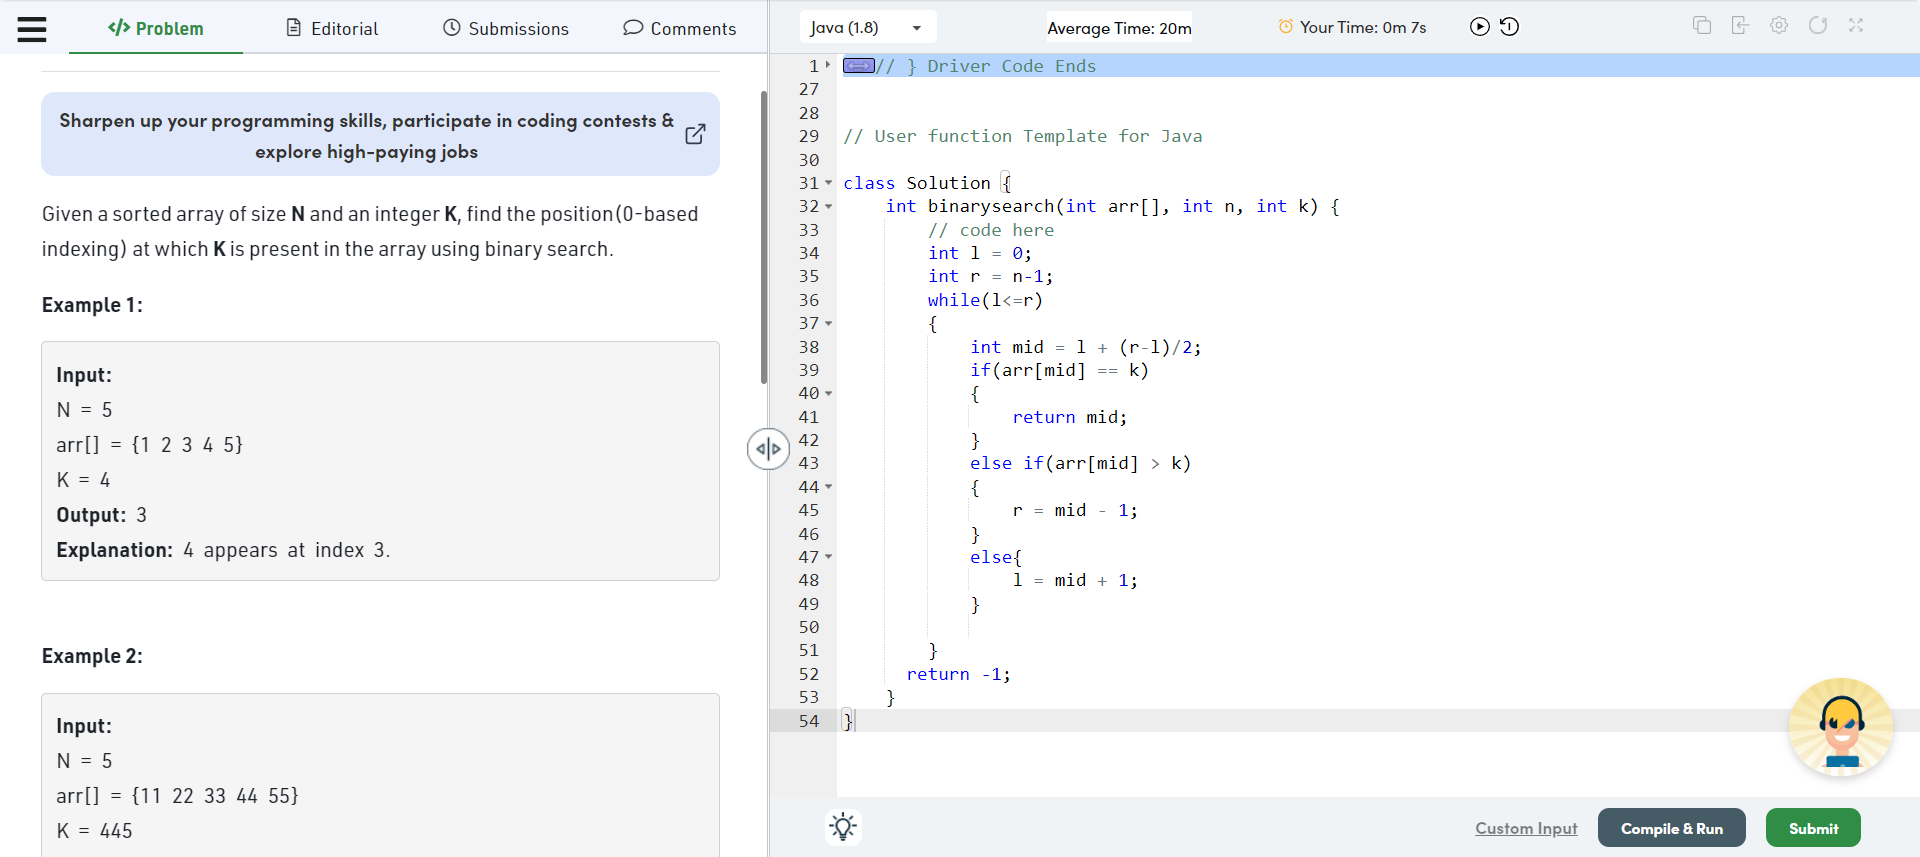 </> Problem
Editorial
Submissions
Comments
Sharpen up your programming skills, participate in coding contests &
explore high-paying jobs
Given a sorted array of size N and an integer K, find the position(0-based
indexing) at which K is present in the array using binary search.
Example 1:
Input:
N = 5
arr[] = {1 2 3 4 5}
K = 4
Output: 3
Explanation: 4 appears at index 3.
Example 2:
Input:
N = 5
arr[] = {11 22 33 44 55}
K = 445
Java (1.8)
Average Time: 20m
Your Time: 0m 7s
1 // } Driver Code Ends
27
28
29 // User function Template for Java
30
31 class Solution {
32 int binarysearch(int arr[], int n, int k) {
33 // code here
34 int l = 0;
35 int r = n-1;
36 while(l<=r)
37 {
38 int mid = l + (r-l)/2;
39 if(arr[mid] == k)
40 {
41 return mid;
42 }
43 else if(arr[mid] > k)
44 {
45 r = mid - 1;
46 }
47 else{
48 l = mid + 1;
49 }
50
51 }
52 return -1;
53 }
54 }
Custom Input
Compile & Run
Submit